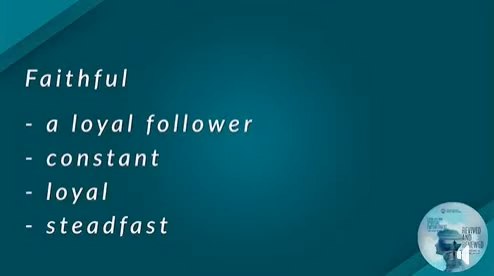 Faithful
- a loyal follower
- constant
- loyal
- steadfast
REVIVED
AND
RENEWED